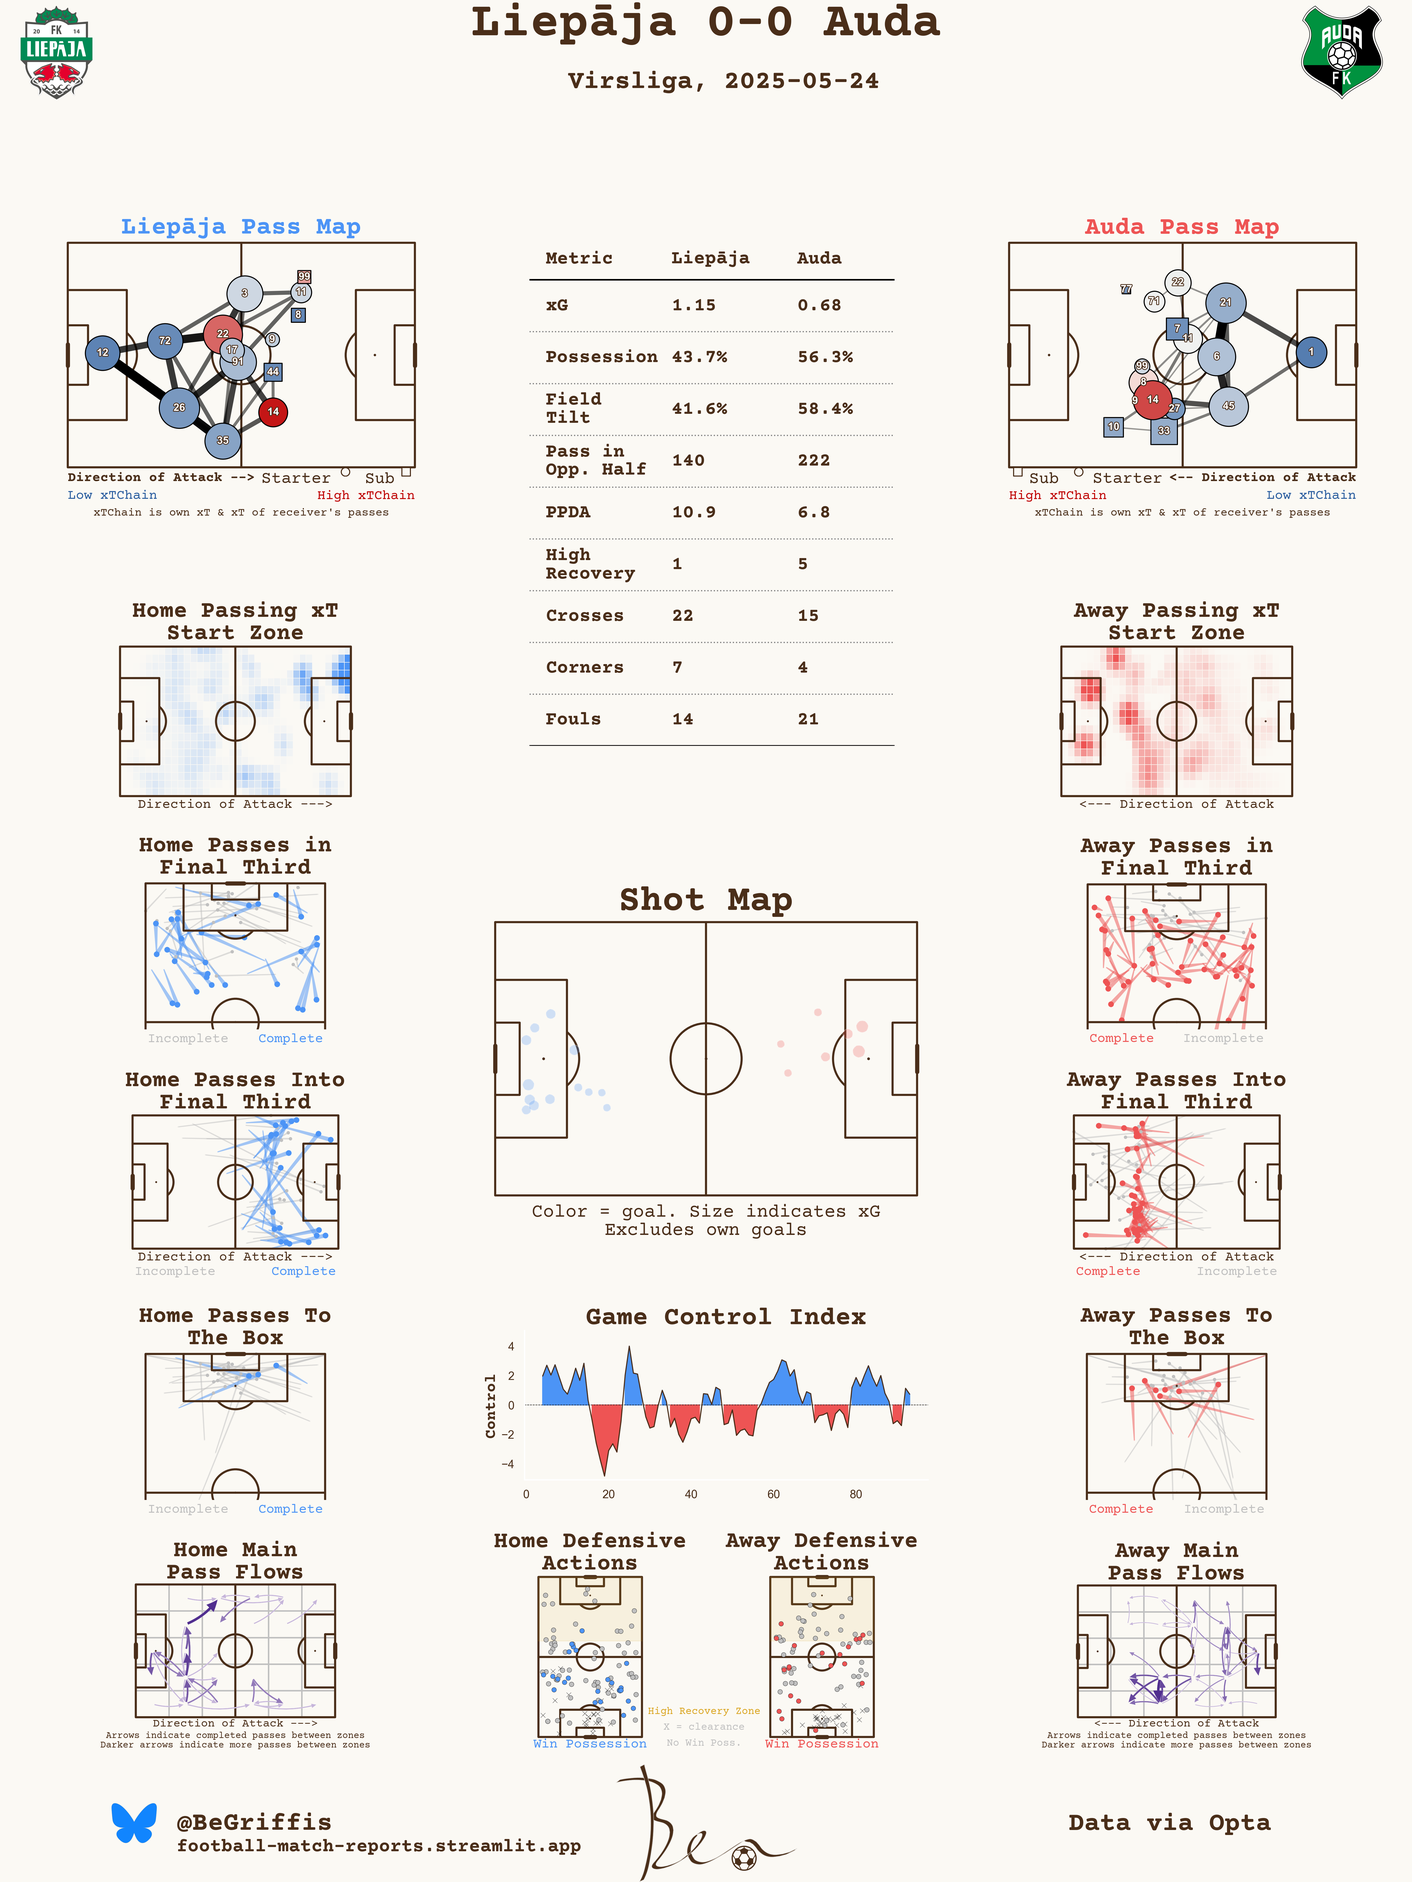 Liepāja 0-0 Auda
Virsliga, 2025-05-24
20 FK 14
LIEPĀJA
AUDA
FK
Liepāja Pass Map
3
99
11
8
22
9
17
91
72
12
44
26
14
35
Direction of Attack --> Starter Sub
Low xTChain High xTChain
xTChain is own xT & xT of receiver's passes
Metric Liepāja Auda
xG 1.15 0.68
Possession 43.7% 56.3%
Field
Tilt 41.6% 58.4%
Pass in
Opp. Half 140 222
PPDA 10.9 6.8
High
Recovery 1 5
Crosses 22 15
Corners 7 4
Fouls 14 21
Auda Pass Map
77
22
71
21
7
11
6
1
99
8
9
14
27
45
10
33
Sub Starter <-- Direction of Attack
High xTChain Low xTChain
xTChain is own xT & xT of receiver's passes
Home Passing xT
Start Zone
Direction of Attack --->
Away Passing xT
Start Zone
<--- Direction of Attack
Home Passes in
Final Third
Incomplete Complete
Away Passes in
Final Third
Complete Incomplete
Shot Map
Color = goal. Size indicates xG
Excludes own goals
Home Passes Into
Final Third
Direction of Attack --->
Incomplete Complete
Away Passes Into
Final Third
<--- Direction of Attack
Complete Incomplete
Home Passes To
The Box
Incomplete Complete
Game Control Index
Control
4
2
0
−2
−4
0 20 40 60 80
Away Passes To
The Box
Complete Incomplete
Home Main
Pass Flows
Direction of Attack --->
Arrows indicate completed passes between zones
Darker arrows indicate more passes between zones
Home Defensive
Actions
Win Possession
Away Defensive
Actions
Win Possession
High Recovery Zone
X = clearance
No Win Poss.
Away Main
Pass Flows
<--- Direction of Attack
Arrows indicate completed passes between zones
Darker arrows indicate more passes between zones
@BeGriffis
football-match-reports.streamlit.app
Ben
Data via Opta